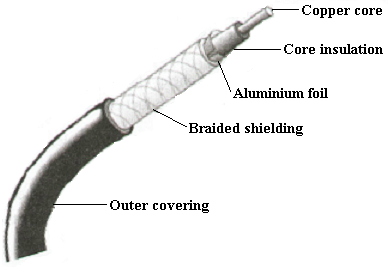 Copper core
Core insulation
Aluminium foil
Braided shielding
Outer covering